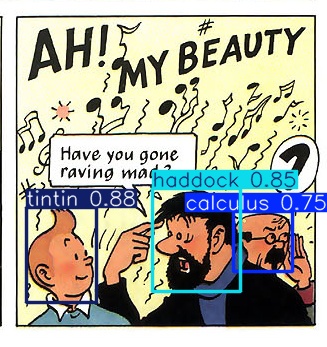 AH!
MY BEAUTY
Have you gone
raving mad?
?
haddock 0.85
tintin 0.88
calculus 0.75